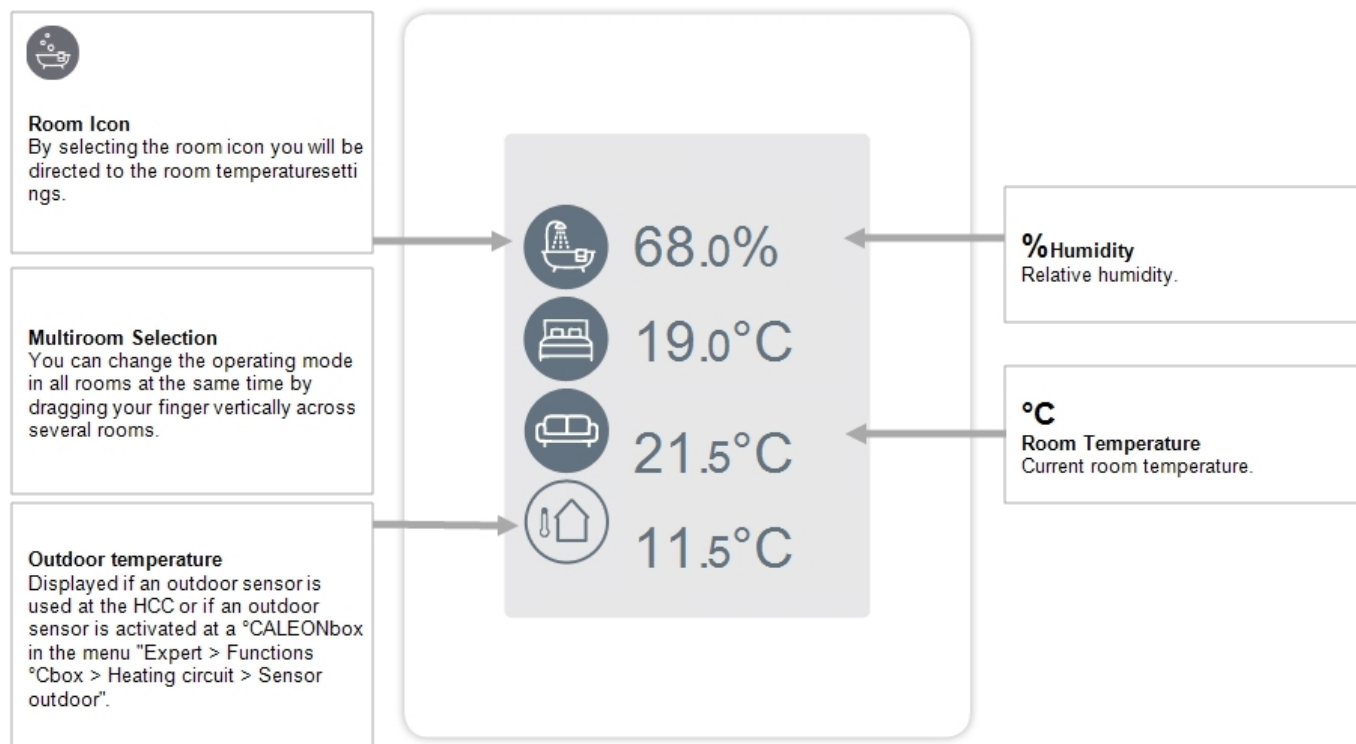 Room Icon
By selecting the room icon you will be
directed to the room temperaturesetti
ngs.
Multiroom Selection
You can change the operating mode
in all rooms at the same time by
dragging your finger vertically across
several rooms.
Outdoor temperature
Displayed if an outdoor sensor is
used at the HCC or if an outdoor
sensor is activated at a °CALEONbox
in the menu "Expert > Functions
°Cbox > Heating circuit > Sensor
outdoor".
68.0%
19.0°C
21.5°C
11.5°C
%Humidity
Relative humidity.
°C
Room Temperature
Current room temperature.